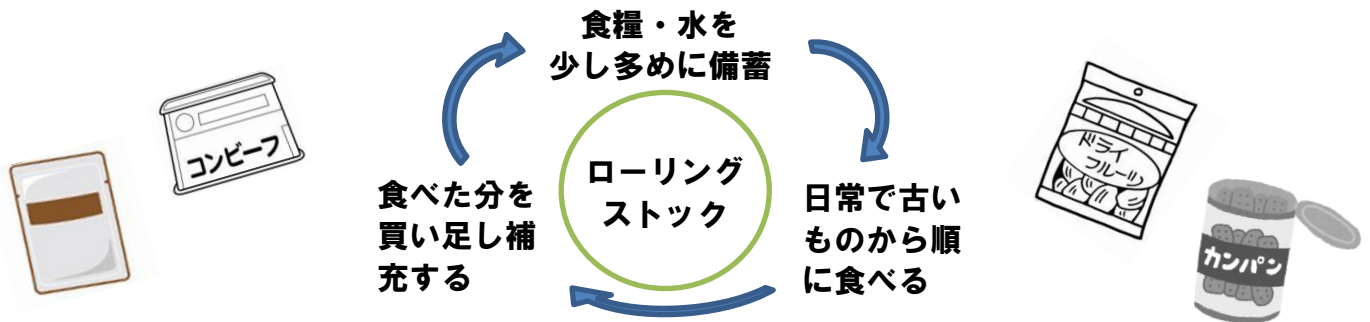 食糧・水を
少し多めに備蓄
コンビーフ
ローリング
ストック
食べた分を
買い足し補
充する
日常で古い
ものから順
に食べる
ドライ
フルーツ
カンパン